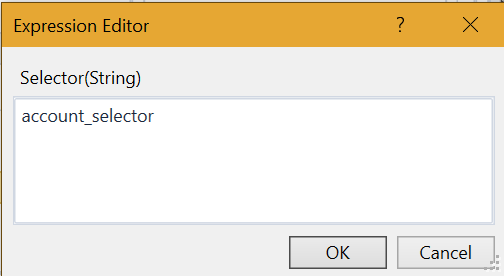 Expression Editor ?
Selector(String)
account_selector
OK Cancel